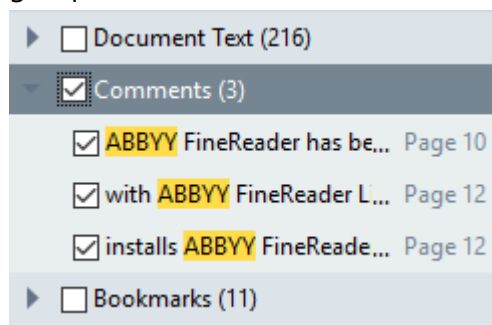 Document Text (216)
Comments (3)
ABBYY FineReader has be... Page 10
with ABBYY FineReader L... Page 12
installs ABBYY FineReade... Page 12
Bookmarks (11)